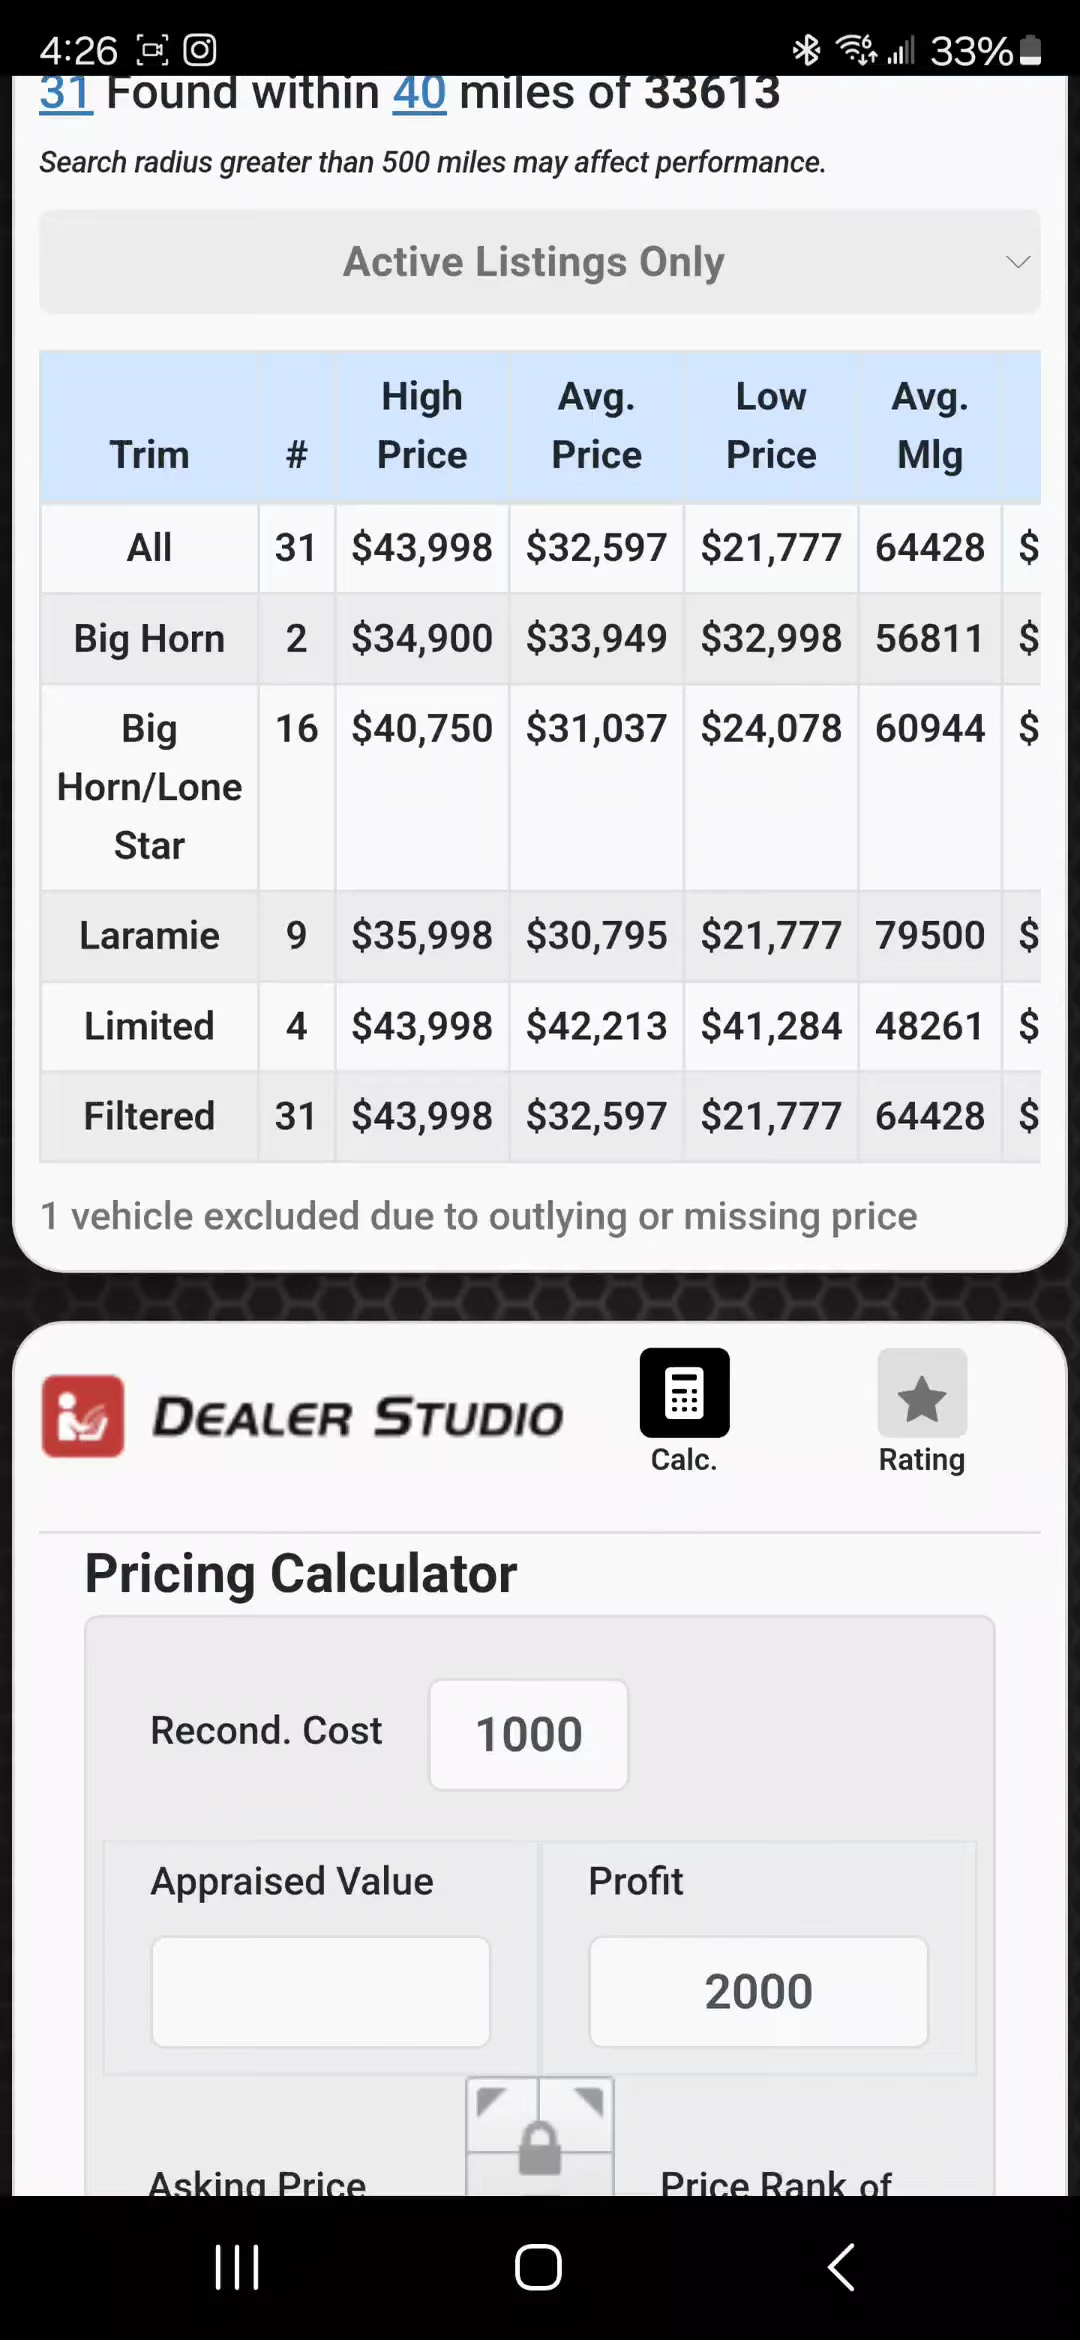 4:26 33%
31 Found within 40 miles of 33613
Search radius greater than 500 miles may affect performance.
Active Listings Only
Trim # High Price Avg. Price Low Price Avg. Mlg
All 31 $43,998 $32,597 $21,777 64428 $
Big Horn 2 $34,900 $33,949 $32,998 56811 $
Big Horn/Lone Star 16 $40,750 $31,037 $24,078 60944 $
Laramie 9 $35,998 $30,795 $21,777 79500 $
Limited 4 $43,998 $42,213 $41,284 48261 $
Filtered 31 $43,998 $32,597 $21,777 64428 $
1 vehicle excluded due to outlying or missing price
DEALER STUDIO
Calc.
Rating
Pricing Calculator
Recond. Cost 1000
Appraised Value Profit
2000
Asking Price Price Rank of